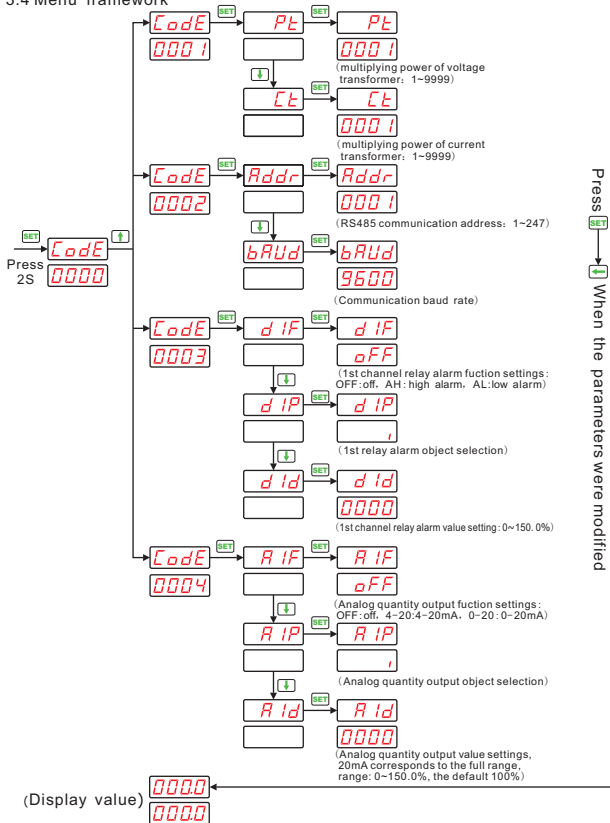 3.4 Menu framework
CodE SET Pt SET Pt
0001 0001
(multiplying power of voltage
transformer: 1~9999)
Ct SET Ct
0001
(multiplying power of current
transformer: 1~9999)
CodE SET Addr SET Addr
0002 0001
(RS485 communication address: 1~247)
bAUd SET bAUd
9600
(Communication baud rate)
SET CodE
Press 0000
2S
CodE SET d1F SET d1F
0003 oFF
(1st channel relay alarm fuction settings:
OFF:off, AH: high alarm, AL:low alarm)
d1P SET d1P
i
(1st relay alarm object selection)
d1d SET d1d
0000
(1st channel relay alarm value setting: 0~150. 0%)
CodE SET A1F SET A1F
0004 oFF
(Analog quantity output fuction settings:
OFF:off, 4-20:4-20mA, 0-20:0-20mA)
A1P SET A1P
i
(Analog quantity output object selection)
A1d SET A1d
0000
(Analog quantity output value settings,
20mA corresponds to the full range,
range: 0~150.0%, the default 100%)
Press SET When the parameters were modified
(Display value) 000.0
000.0